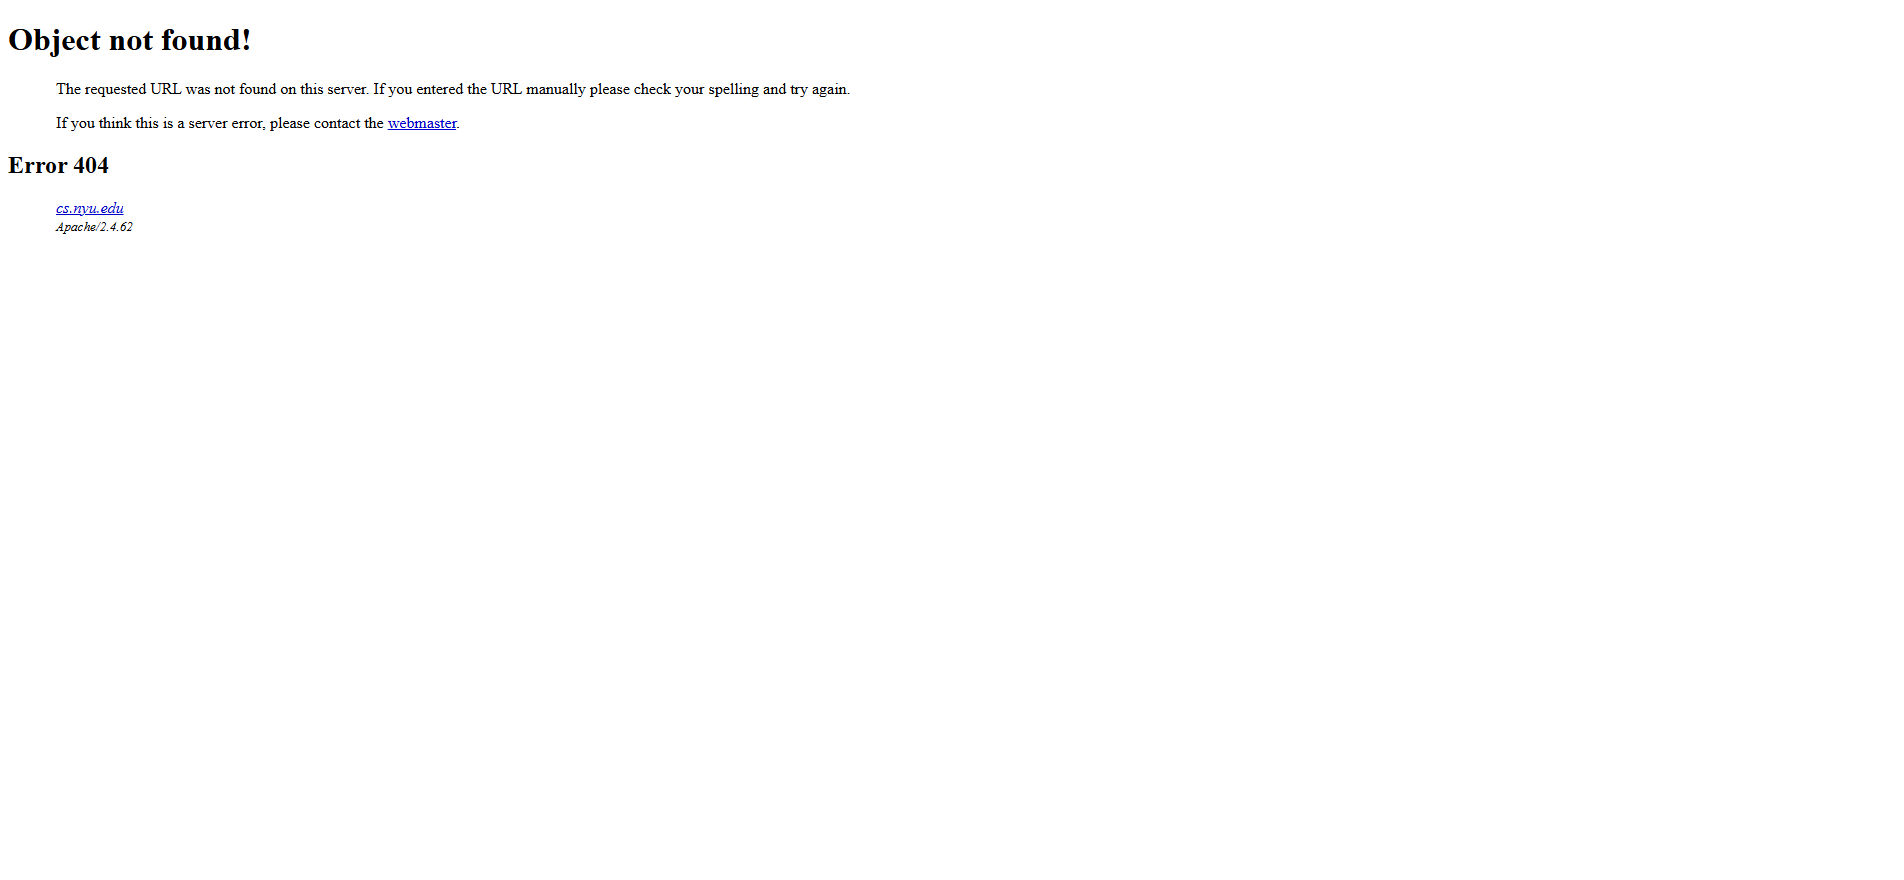 Object not found!
The requested URL was not found on this server. If you entered the URL manually please check your spelling and try again.
If you think this is a server error, please contact the webmaster.
Error 404
cs.nyu.edu
Apache/2.4.62